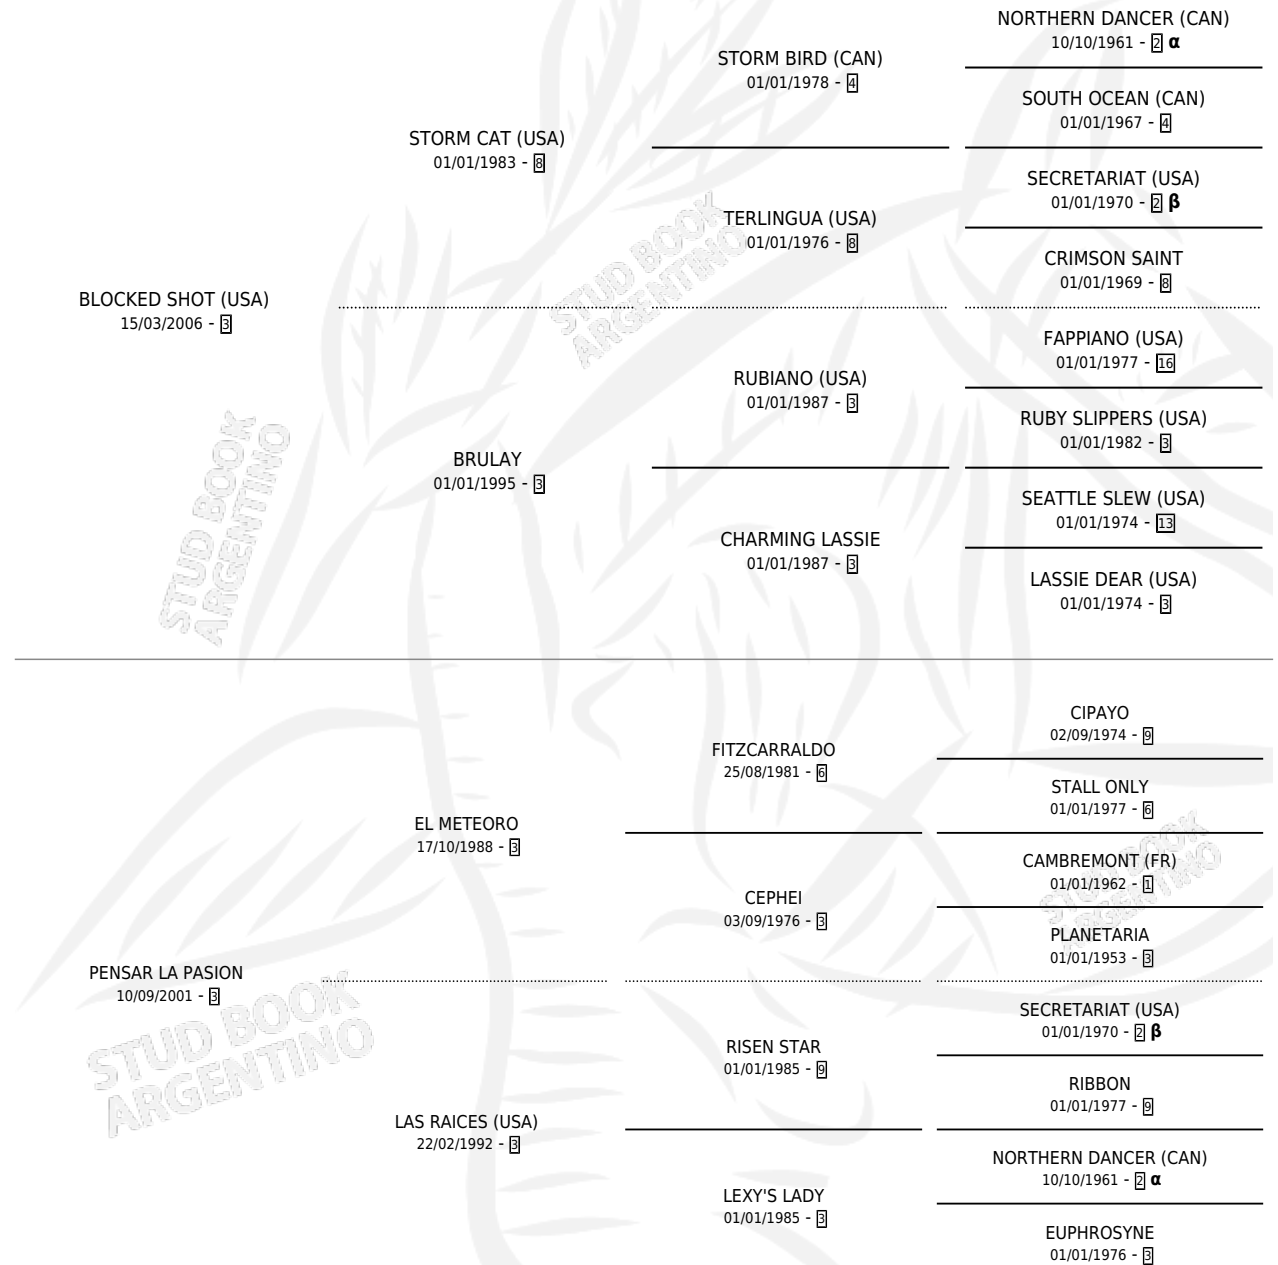 NORTHERN DANCER (CAN)
10/10/1961 - 2 α
STORM BIRD (CAN)
01/01/1978 - 4
SOUTH OCEAN (CAN)
01/01/1967 - 4
STORM CAT (USA)
01/01/1983 - 8
SECRETARIAT (USA)
01/01/1970 - 2 β
TERLINGUA (USA)
01/01/1976 - 8
CRIMSON SAINT
01/01/1969 - 8
BLOCKED SHOT (USA)
15/03/2006 - 3
STUD BOOK
ARGENTINO
FAPPIANO (USA)
01/01/1977 - 16
RUBIANO (USA)
01/01/1987 - 3
RUBY SLIPPERS (USA)
01/01/1982 - 3
BRULAY
01/01/1995 - 3
SEATTLE SLEW (USA)
01/01/1974 - 13
CHARMING LASSIE
01/01/1987 - 3
LASSIE DEAR (USA)
01/01/1974 - 3
STUD BOOK
ARGENTINO
CIPAYO
02/09/1974 - 9
FITZCARRALDO
25/08/1981 - 6
STALL ONLY
01/01/1977 - 6
EL METEORO
17/10/1988 - 3
CAMBREMONT (FR)
01/01/1962 - 1
CEPHEI
03/09/1976 - 3
PLANETARIA
01/01/1953 - 3
STUD BOOK
ARGENTINO
PENSAR LA PASION
10/09/2001 - 3
SECRETARIAT (USA)
01/01/1970 - 2 β
RISEN STAR
01/01/1985 - 9
RIBBON
01/01/1977 - 9
LAS RAICES (USA)
22/02/1992 - 3
NORTHERN DANCER (CAN)
10/10/1961 - 2 α
LEXY'S LADY
01/01/1985 - 3
EUPHROSYNE
01/01/1976 - 3
STUD BOOK
ARGENTINO